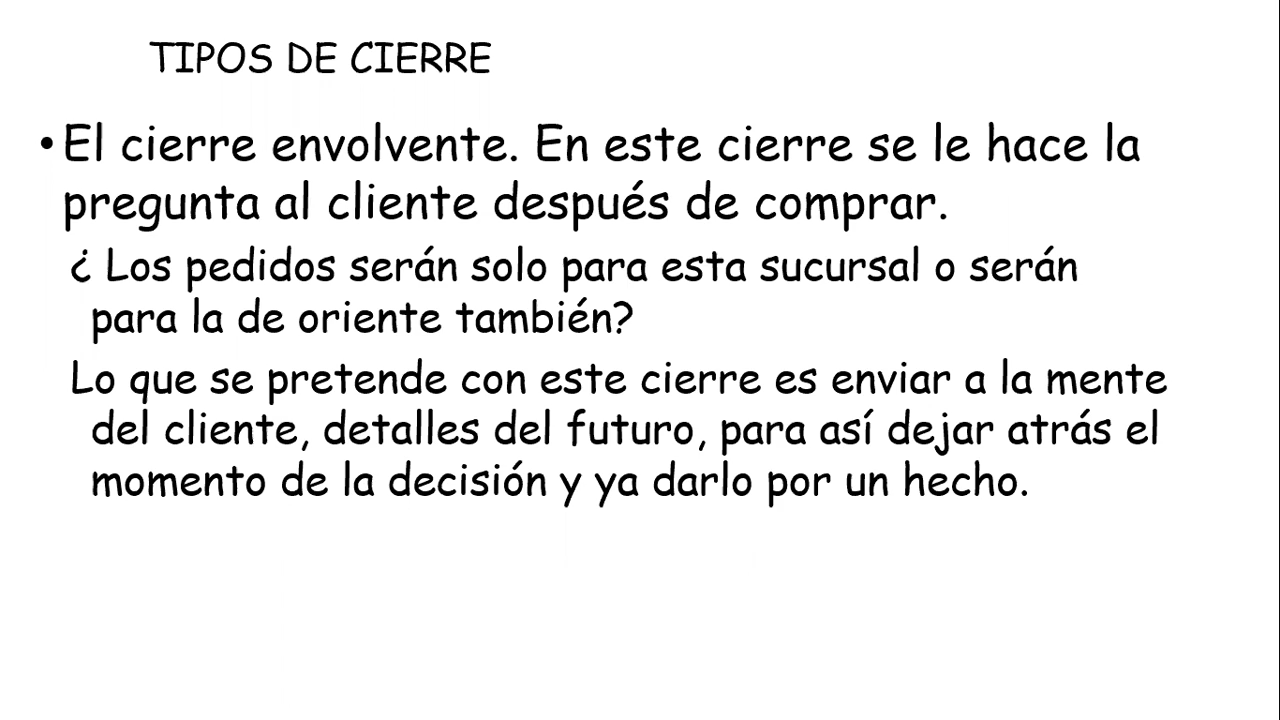 TIPOS DE CIERRE
• El cierre envolvente. En este cierre se le hace la
pregunta al cliente después de comprar.
¿ Los pedidos serán solo para esta sucursal o serán
para la de oriente también?
Lo que se pretende con este cierre es enviar a la mente
del cliente, detalles del futuro, para así dejar atrás el
momento de la decisión y ya darlo por un hecho.